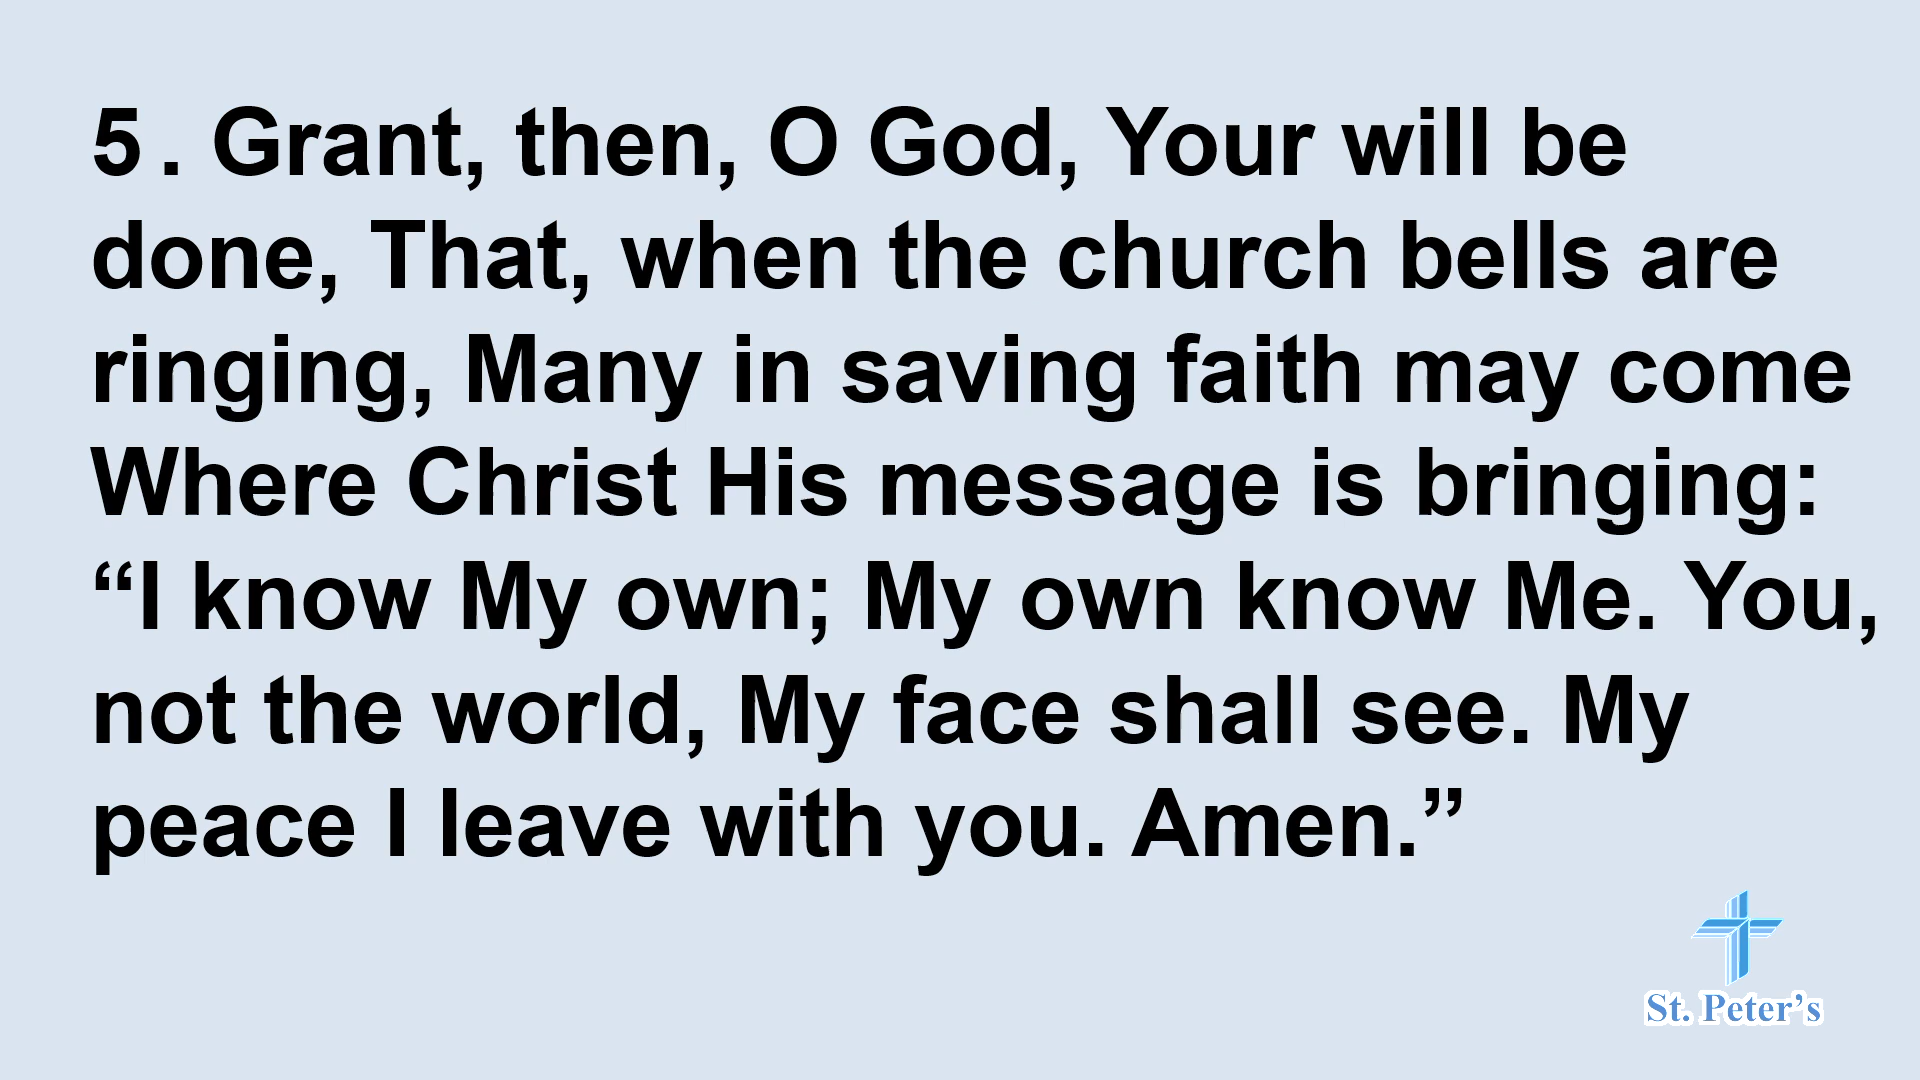 5 . Grant, then, O God, Your will be
done, That, when the church bells are
ringing, Many in saving faith may come
Where Christ His message is bringing:
“I know My own; My own know Me. You,
not the world, My face shall see. My
peace I leave with you. Amen.”
St. Peter’s